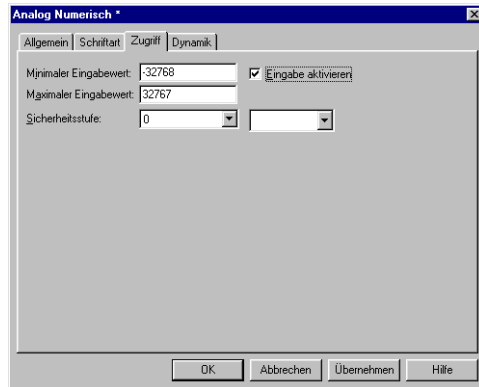 Analog Numerisch *
Allgemein Schriftart Zugriff Dynamik
Minimaler Eingabewert: -32768 Eingabe aktivieren
Maximaler Eingabewert: 32767
Sicherheitsstufe: 0
OK Abbrechen Übernehmen Hilfe